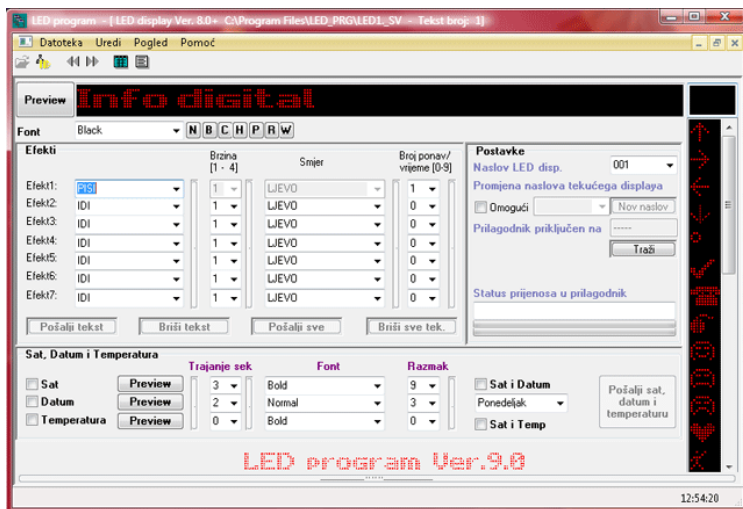 LED program - [ LED display Ver. 8.0+ C:\Program Files\LED_PRG\LED1_SV - Tekst broj: 1]
Datoteka Uredi Pogled Pomoć
Preview Info digital
Font Black N B C H P R W
Efekti Brzina [1 - 4] Smjer Broj ponav/ vrijeme [0-9]
Efekt1: PISI 1 LJEVO 1
Efekt2: IDI 1 LJEVO 0
Efekt3: IDI 1 LJEVO 0
Efekt4: IDI 1 LJEVO 0
Efekt5: IDI 1 LJEVO 0
Efekt6: IDI 1 LJEVO 0
Efekt7: IDI 1 LJEVO 0
Pošalji tekst Briši tekst Pošalji sve Briši sve tek.
Postavke
Naslov LED disp. 001
Promjena naslova tekućega displaya
Omogući Nov naslov
Prilagodnik priključen na -----
Traži
Status prijenosa u prilagodnik
Sat, Datum i Temperatura
Trajanje sek Font Razmak
Sat Preview 3 Bold 9
Datum Preview 2 Normal 3
Temperatura Preview 0 Bold 0
Sat i Datum
Ponedeljak
Sat i Temp
Pošalji sat,
datum i
temperaturu
LED program Ver.9.0
12:54:20